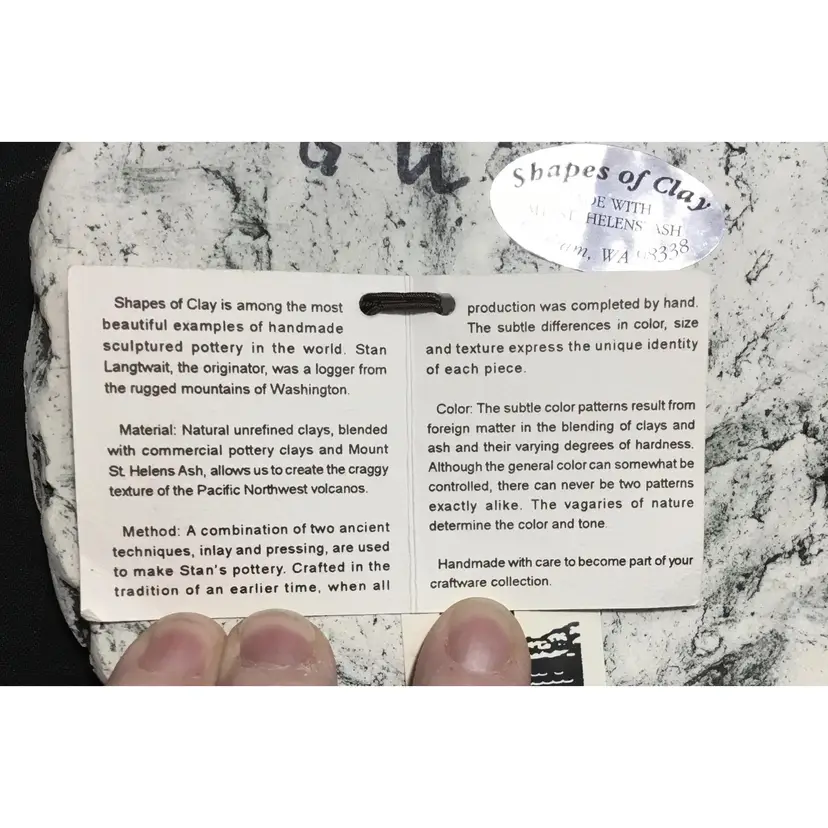 G U
Shapes of Clay
WITH
HELENS ASH
WA 98338
Shapes of Clay is among the most
beautiful examples of handmade
sculptured pottery in the world. Stan
Langtwait, the originator, was a logger from
the rugged mountains of Washington.
Material: Natural unrefined clays, blended
with commercial pottery clays and Mount
St. Helens Ash, allows us to create the craggy
texture of the Pacific Northwest volcanos.
Method: A combination of two ancient
techniques, inlay and pressing, are used
to make Stan's pottery. Crafted in the
tradition of an earlier time, when all
production was completed by hand.
The subtle differences in color, size
and texture express the unique identity
of each piece.
Color: The subtle color patterns result from
foreign matter in the blending of clays and
ash and their varying degrees of hardness.
Although the general color can somewhat be
controlled, there can never be two patterns
exactly alike. The vagaries of nature
determine the color and tone.
Handmade with care to become part of your
craftware collection.